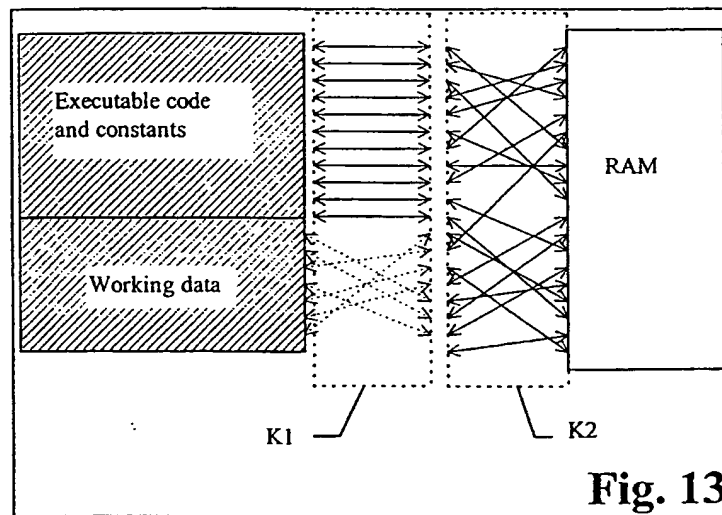 Executable code
and constants
RAM
Working data
K1
K2
Fig. 13